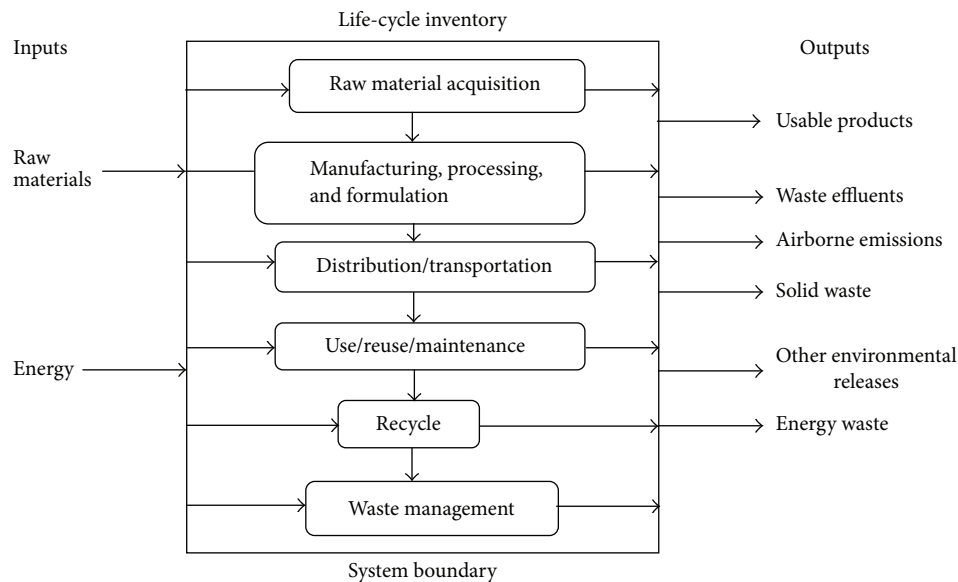 Life-cycle inventory
Inputs
Outputs
Raw material acquisition
Usable products
Raw
materials
Manufacturing, processing,
and formulation
Waste effluents
Airborne emissions
Distribution/transportation
Solid waste
Use/reuse/maintenance
Energy
Other environmental
releases
Recycle
Energy waste
Waste management
System boundary